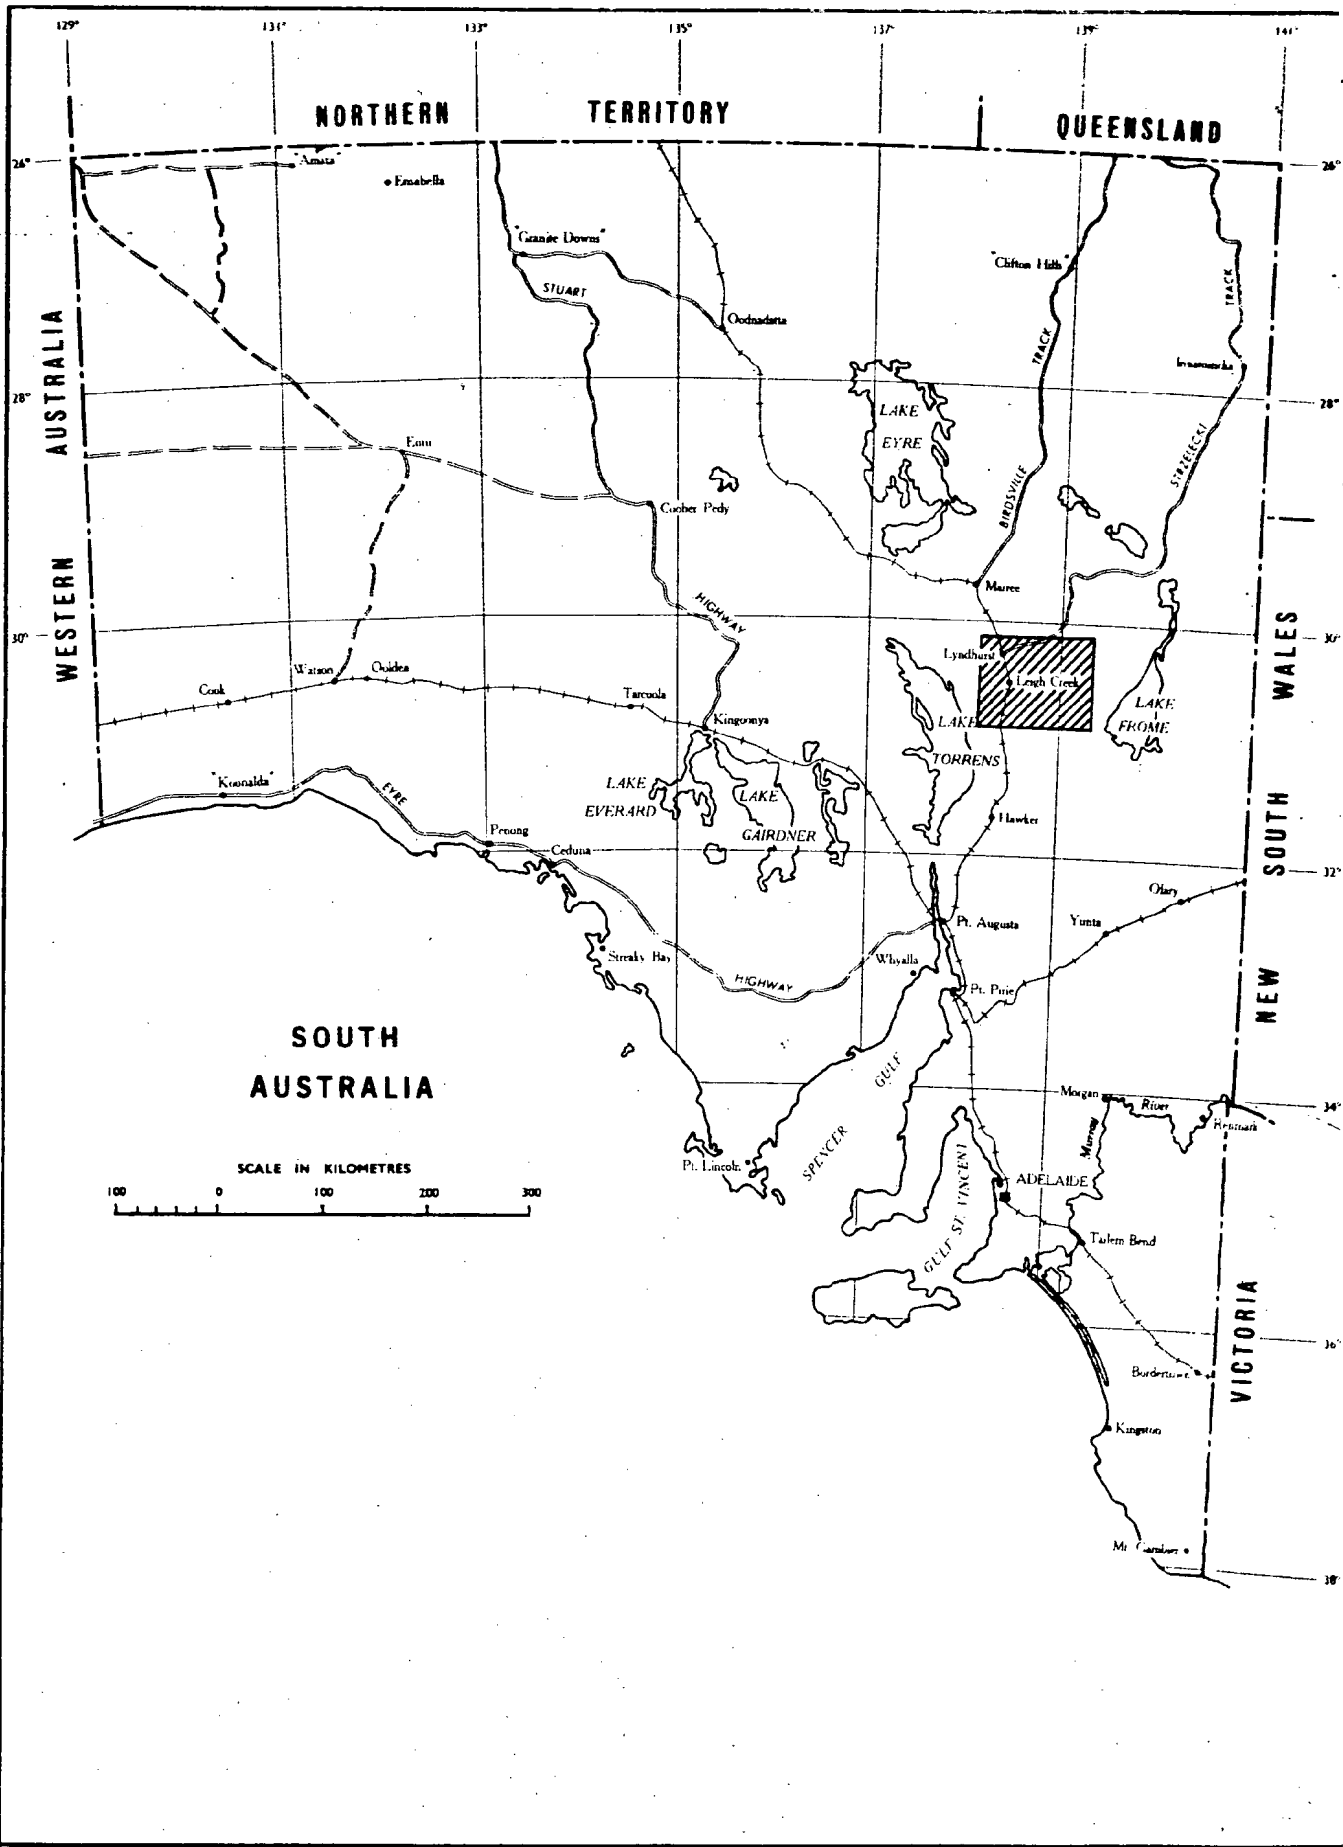 129° 131° 133° 135° 137° 139° 141°
NORTHERN TERRITORY QUEENSLAND
26° 26°
"Amata"
Ernabella
"Granite Downs"
"Clifton Hills"
STUART
TRACK
Oodnadatta
TRACK
Innamincka
AUSTRALIA
28° 28°
LAKE
EYRE
Emu
STRZELECKI
BIRDSVILLE
Coober Pedy
Marree
WESTERN
HIGHWAY
30° 30°
WALES
Lyndhurst
Watson Ooldea
Leigh Creek
Cook
Tarcoola
LAKE
FROME
Kingoonya
LAKE
TORRENS
"Koonalda"
EYRE
LAKE
EVERARD
LAKE
GAIRDNER
Hawker
Penong
Ceduna
SOUTH
32°
Olary
Yunta
Pt. Augusta
Streaky Bay
Whyalla
HIGHWAY
Pt. Pirie
NEW
SOUTH
AUSTRALIA
GULF
Morgan
River
34°
Renmark
Murray
SPENCER
SCALE IN KILOMETRES
100 0 100 200 300
Pt. Lincoln
ADELAIDE
GULF ST. VINCENT
Tailem Bend
VICTORIA
36°
Bordertown
Kingston
Mt. Gambier
38°